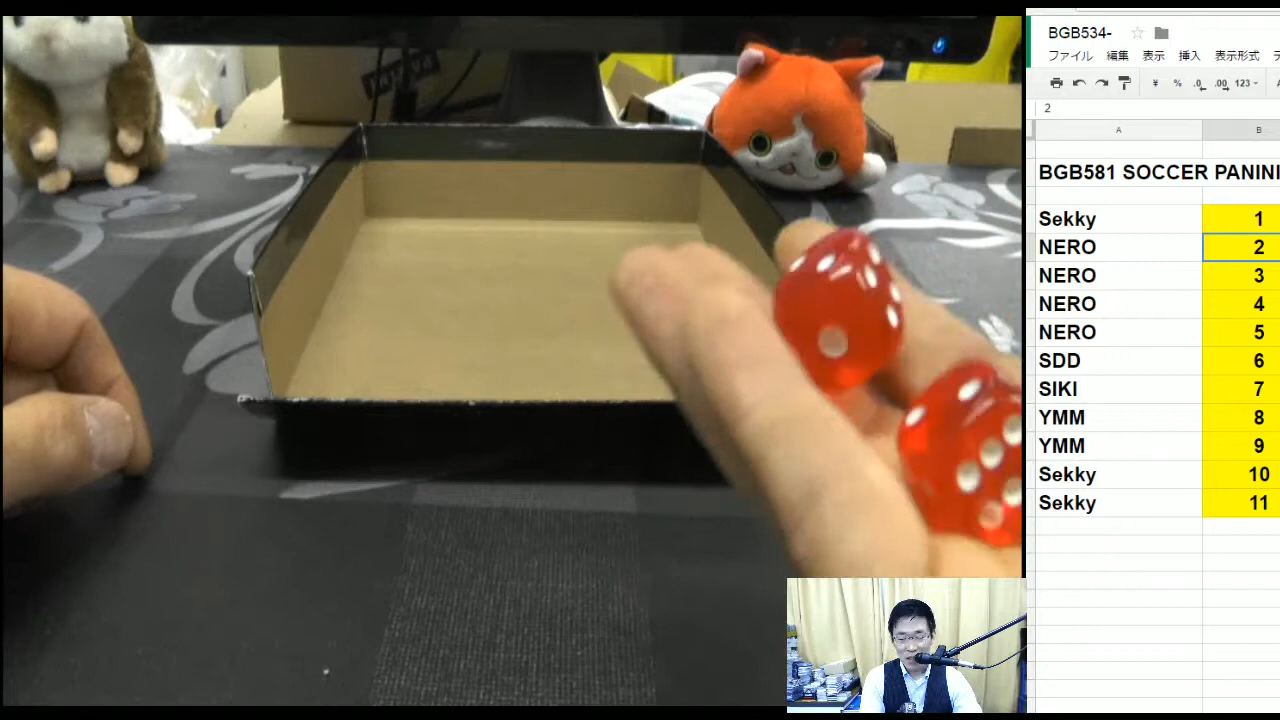 BGB534-
ファイル 編集 表示 挿入 表示形式
¥ % .0 .00 123
2
A B
BGB581 SOCCER PANINI
Sekky 1
NERO 2
NERO 3
NERO 4
NERO 5
SDD 6
SIKI 7
YMM 8
YMM 9
Sekky 10
Sekky 11